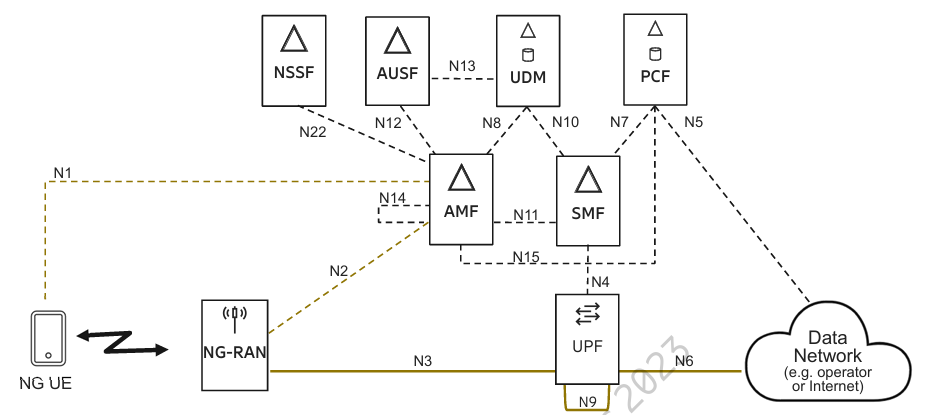 NSSF
AUSF
N13
UDM
PCF
N22
N12
N8
N10
N7
N5
N1
N14
AMF
N11
SMF
N15
N2
N4
NG UE
NG-RAN
N3
UPF
N6
N9
Data
Network
(e.g. operator
or Internet)
2023